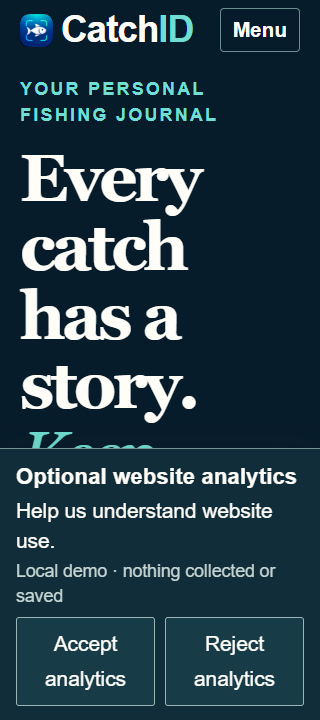 CatchID
Menu
YOUR PERSONAL
FISHING JOURNAL
Every
catch
has a
story.
Optional website analytics
Help us understand website
use.
Local demo · nothing collected or
saved
Accept
analytics
Reject
analytics